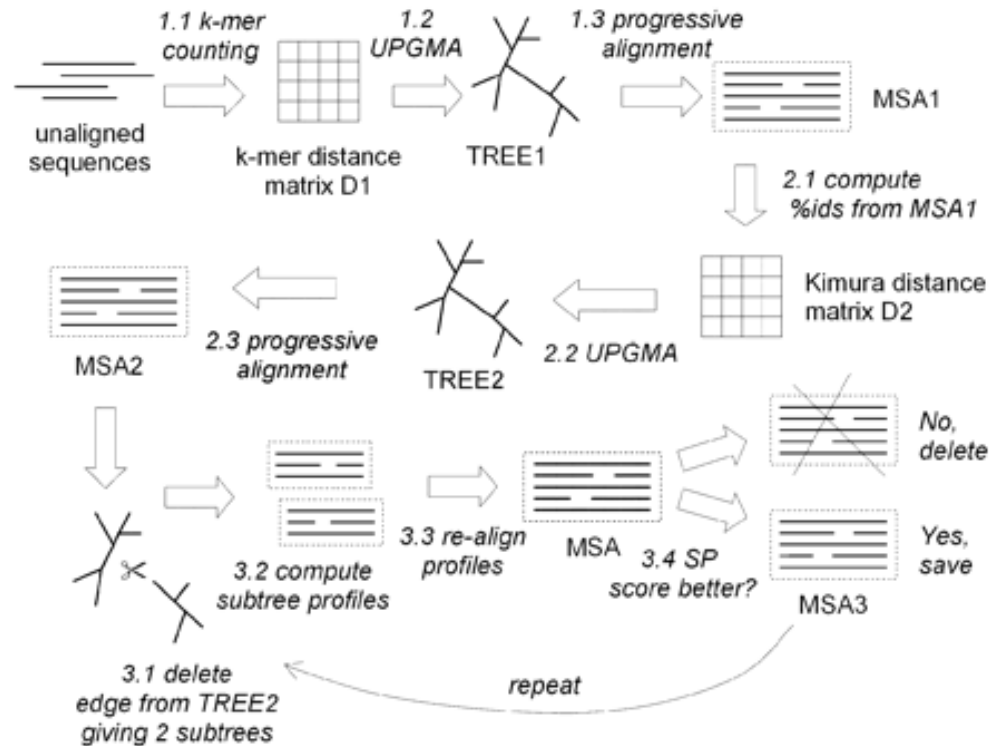 1.1 k-mer
counting
1.2
UPGMA
1.3 progressive
alignment
unaligned
sequences
k-mer distance
matrix D1
TREE1
MSA1
2.1 compute
%ids from MSA1
Kimura distance
matrix D2
2.2 UPGMA
TREE2
2.3 progressive
alignment
MSA2
3.1 delete
edge from TREE2
giving 2 subtrees
3.2 compute
subtree profiles
3.3 re-align
profiles
MSA
3.4 SP
score better?
No,
delete
Yes,
save
MSA3
repeat